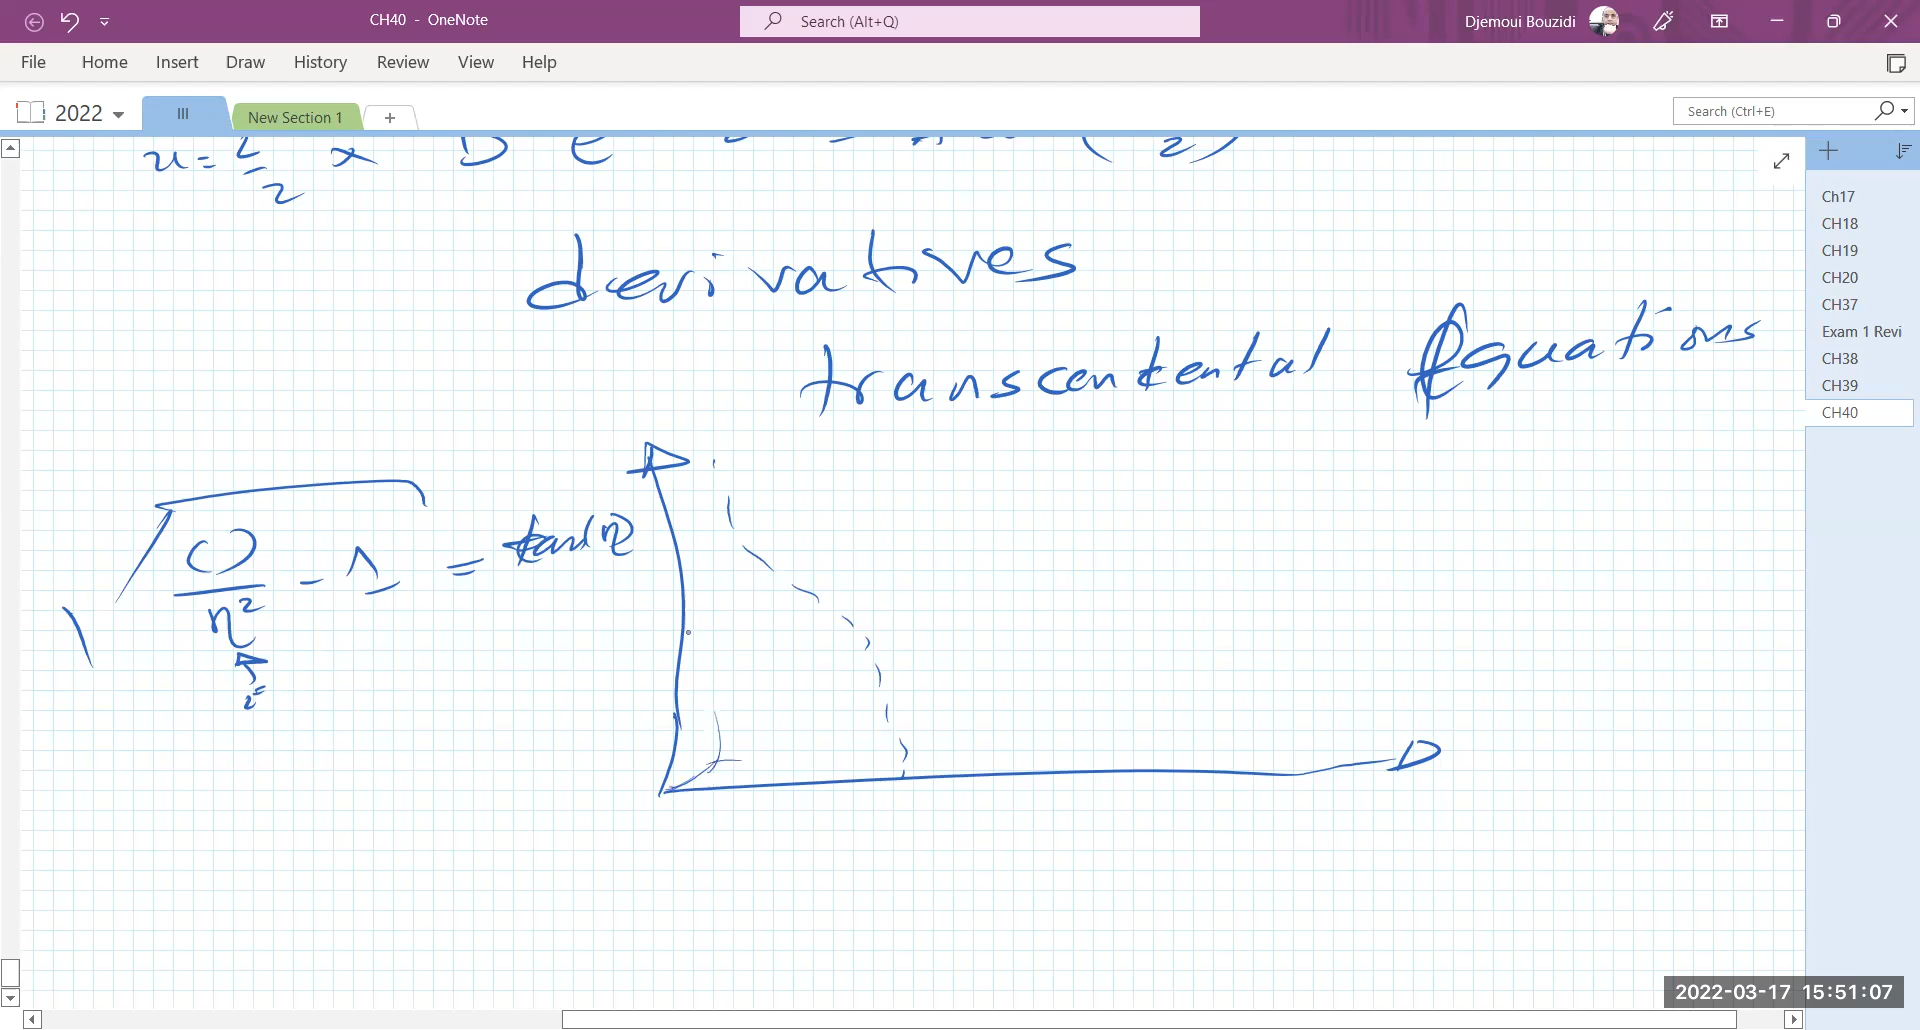 CH40 - OneNote
Search (Alt+Q)
Djemoui Bouzidi
File Home Insert Draw History Review View Help
2022
III
New Section 1
+
Search (Ctrl+E)
Ch17
CH18
CH19
CH20
CH37
Exam 1 Revi
CH38
CH39
CH40
derivatives
transcendental Equations
2022-03-17 15:51:07